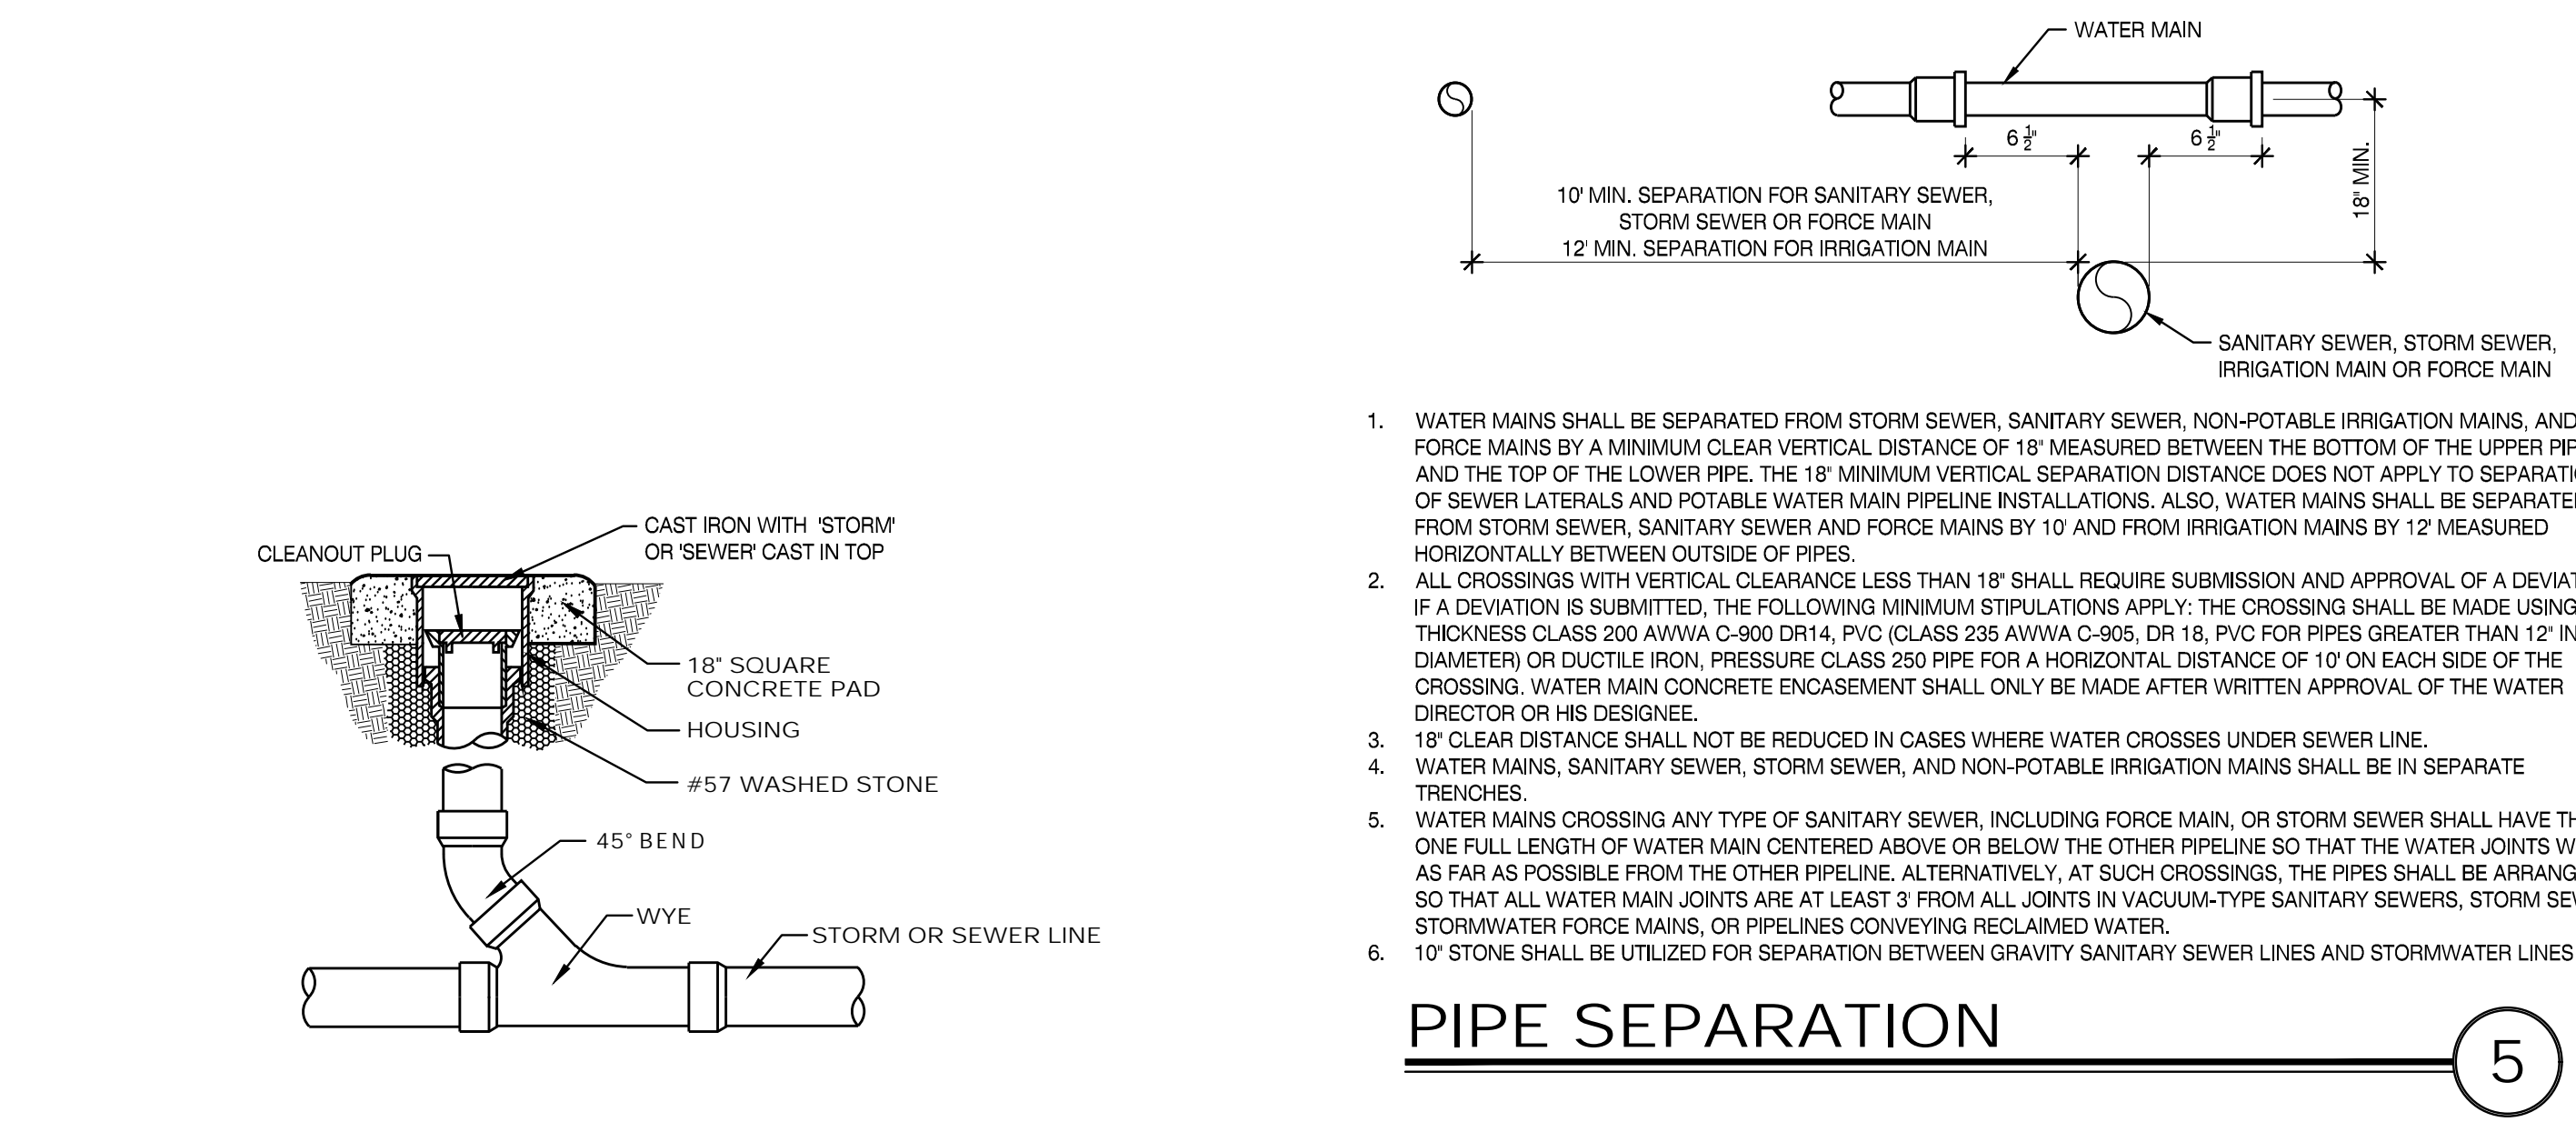 CAST IRON WITH 'STORM'
OR 'SEWER' CAST IN TOP
CLEANOUT PLUG
18" SQUARE
CONCRETE PAD
HOUSING
#57 WASHED STONE
45° BEND
WYE
STORM OR SEWER LINE
WATER MAIN
6 1/2"
6 1/2"
18" MIN.
10' MIN. SEPARATION FOR SANITARY SEWER,
STORM SEWER OR FORCE MAIN
12' MIN. SEPARATION FOR IRRIGATION MAIN
SANITARY SEWER, STORM SEWER,
IRRIGATION MAIN OR FORCE MAIN
1. WATER MAINS SHALL BE SEPARATED FROM STORM SEWER, SANITARY SEWER, NON-POTABLE IRRIGATION MAINS, AND
FORCE MAINS BY A MINIMUM CLEAR VERTICAL DISTANCE OF 18" MEASURED BETWEEN THE BOTTOM OF THE UPPER
AND THE TOP OF THE LOWER PIPE. THE 18" MINIMUM VERTICAL SEPARATION DISTANCE DOES NOT APPLY TO
OF SEWER LATERALS AND POTABLE WATER MAIN PIPELINE INSTALLATIONS. ALSO, WATER MAINS SHALL BE
FROM STORM SEWER, SANITARY SEWER AND FORCE MAINS BY 10' AND FROM IRRIGATION MAINS BY 12' MEASURED
HORIZONTALLY BETWEEN OUTSIDE OF PIPES.
2. ALL CROSSINGS WITH VERTICAL CLEARANCE LESS THAN 18" SHALL REQUIRE SUBMISSION AND APPROVAL OF A
IF A DEVIATION IS SUBMITTED, THE FOLLOWING MINIMUM STIPULATIONS APPLY: THE CROSSING SHALL BE MADE USING
THICKNESS CLASS 200 AWWA C-900 DR14, PVC (CLASS 235 AWWA C-905, DR 18, PVC FOR PIPES GREATER THAN 12" IN
DIAMETER) OR DUCTILE IRON, PRESSURE CLASS 250 PIPE FOR A HORIZONTAL DISTANCE OF 10' ON EACH SIDE OF THE
CROSSING. WATER MAIN CONCRETE ENCASEMENT SHALL ONLY BE MADE AFTER WRITTEN APPROVAL OF THE WATER
DIRECTOR OR HIS DESIGNEE.
3. 18" CLEAR DISTANCE SHALL NOT BE REDUCED IN CASES WHERE WATER CROSSES UNDER SEWER LINE.
4. WATER MAINS, SANITARY SEWER, STORM SEWER, AND NON-POTABLE IRRIGATION MAINS SHALL BE IN SEPARATE
TRENCHES.
5. WATER MAINS CROSSING ANY TYPE OF SANITARY SEWER, INCLUDING FORCE MAIN, OR STORM SEWER SHALL HAVE
ONE FULL LENGTH OF WATER MAIN CENTERED ABOVE OR BELOW THE OTHER PIPELINE SO THAT THE WATER JOINTS
AS FAR AS POSSIBLE FROM THE OTHER PIPELINE. ALTERNATIVELY, AT SUCH CROSSINGS, THE PIPES SHALL BE
SO THAT ALL WATER MAIN JOINTS ARE AT LEAST 3' FROM ALL JOINTS IN VACUUM-TYPE SANITARY SEWERS, STORM
STORMWATER FORCE MAINS, OR PIPELINES CONVEYING RECLAIMED WATER.
6. 10" STONE SHALL BE UTILIZED FOR SEPARATION BETWEEN GRAVITY SANITARY SEWER LINES AND STORMWATER LINES
PIPE SEPARATION
5